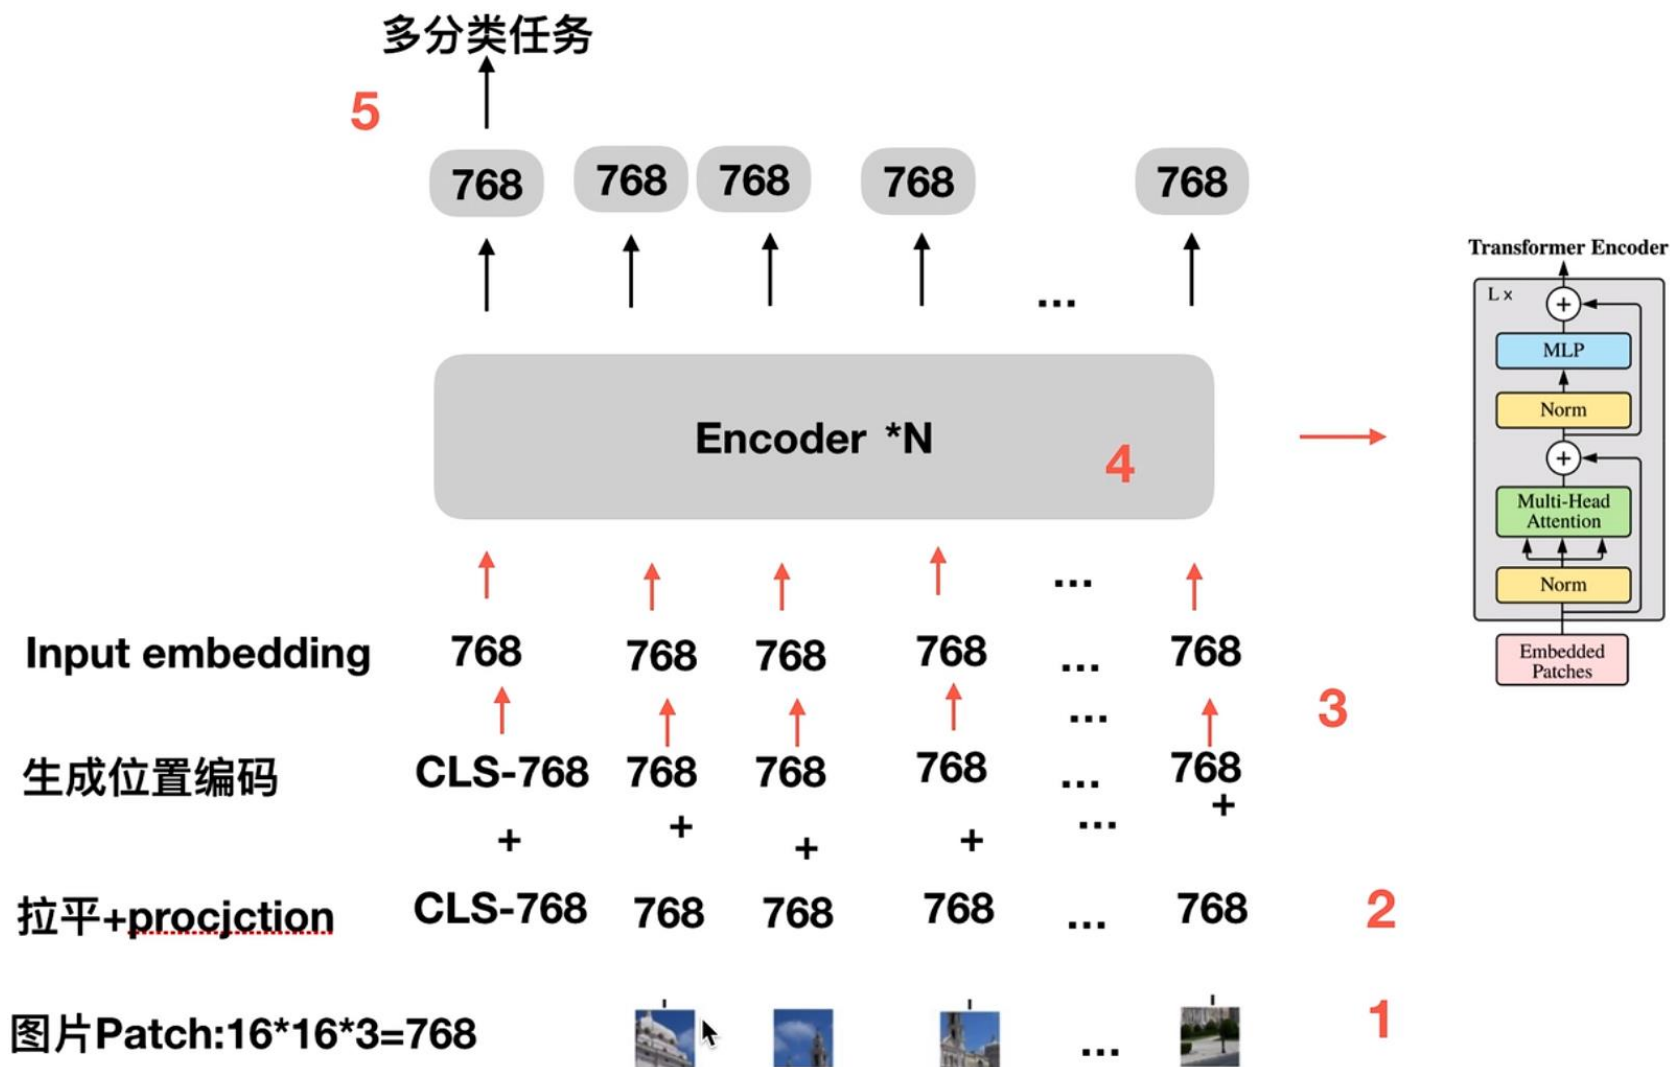 多分类任务
5
768 768 768 768 768
...
Encoder *N
4
...
Input embedding 768 768 768 768 ... 768
...
3
生成位置编码 CLS-768 768 768 768 ... 768
+ + + + ... +
拉平+procjction CLS-768 768 768 768 ... 768 2
图片Patch:16*16*3=768 ... 1
Transformer Encoder
L x
+
MLP
Norm
+
Multi-Head
Attention
Norm
Embedded
Patches